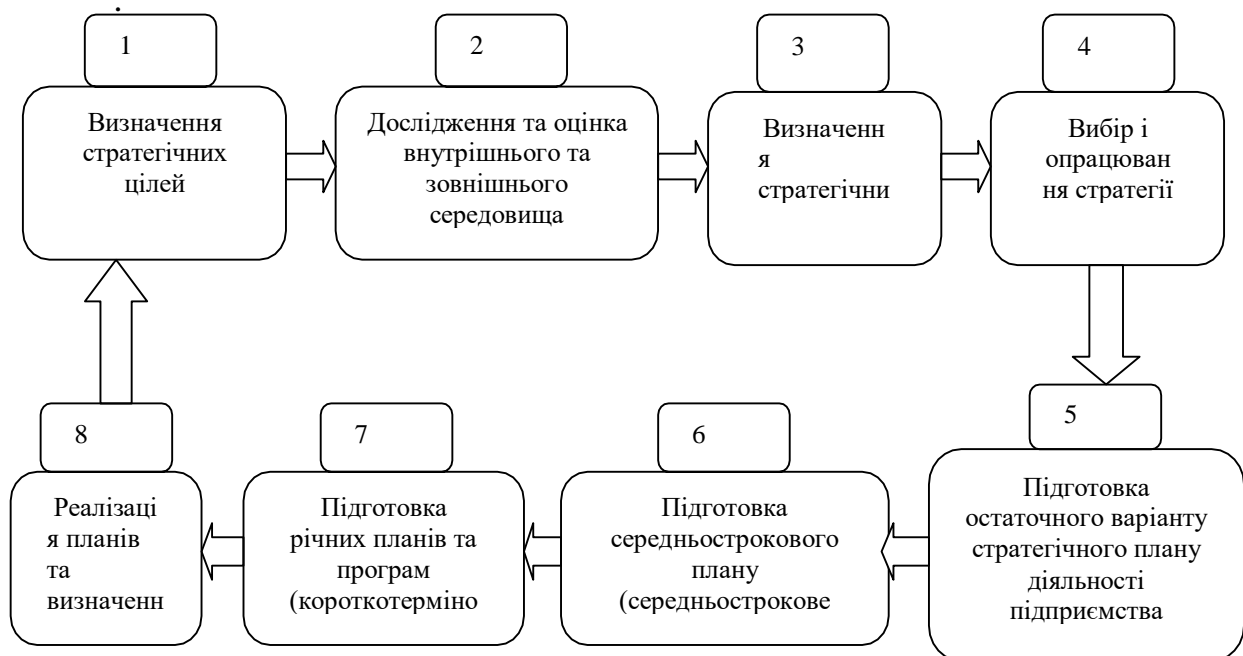 1
Визначення
стратегічних
цілей
2
Дослідження та оцінка
внутрішнього та
зовнішнього
середовища
3
Визначенн
я
стратегічни
4
Вибір і
опрацюван
ня стратегії
5
Підготовка
остаточного варіанту
стратегічного плану
діяльності
підприємства
6
Підготовка
середньострокового
плану
(середньострокове
7
Підготовка
річних планів та
програм
(короткотерміно
8
Реалізаці
я планів
та
визначенн